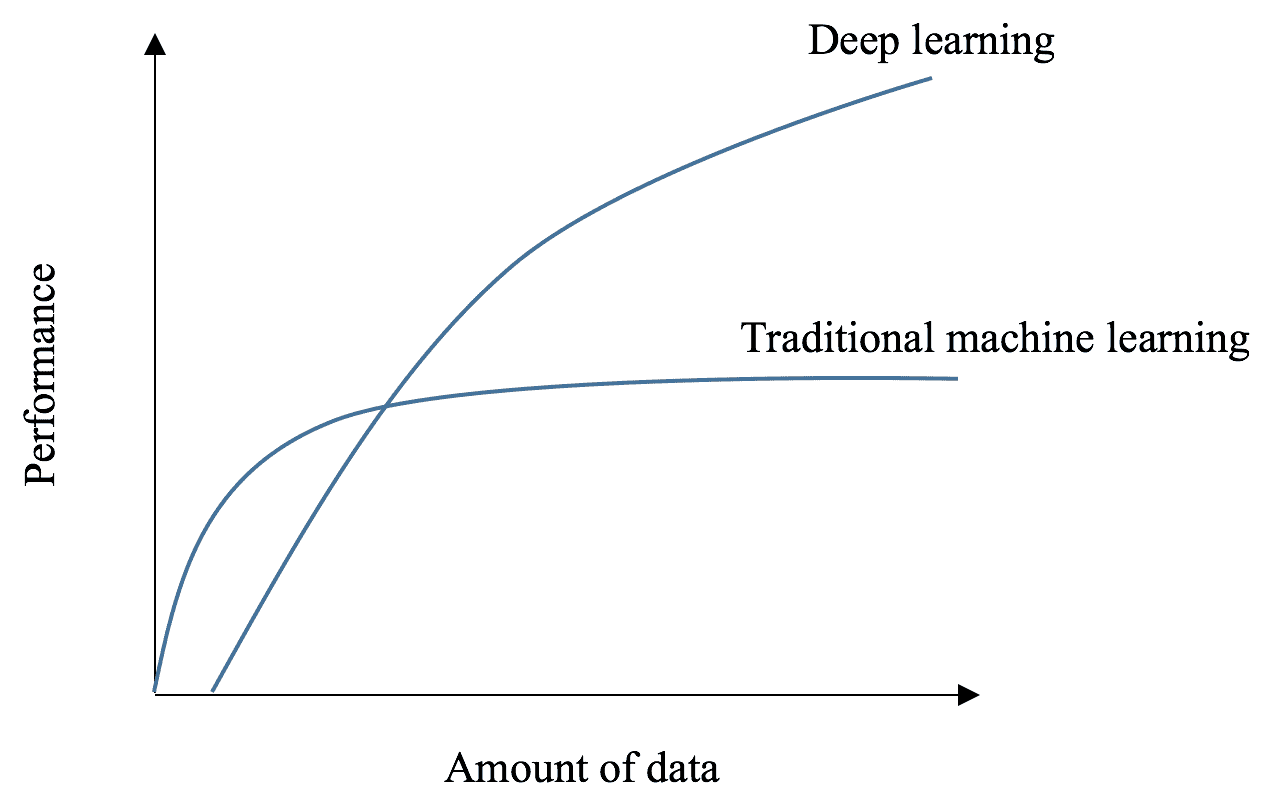 Deep learning
Traditional machine learning
Performance
Amount of data